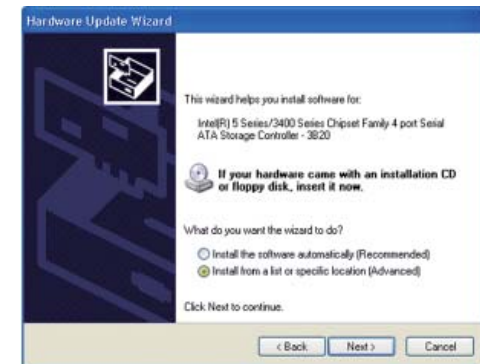 Hardware Update Wizard
This wizard helps you install software for:
Intel(R) 5 Series/3400 Series Chipset Family 4 port Serial
ATA Storage Controller - 3B20
If your hardware came with an installation CD
or floppy disk, insert it now.
What do you want the wizard to do?
Install the software automatically (Recommended)
Install from a list or specific location (Advanced)
Click Next to continue.
< Back Next > Cancel